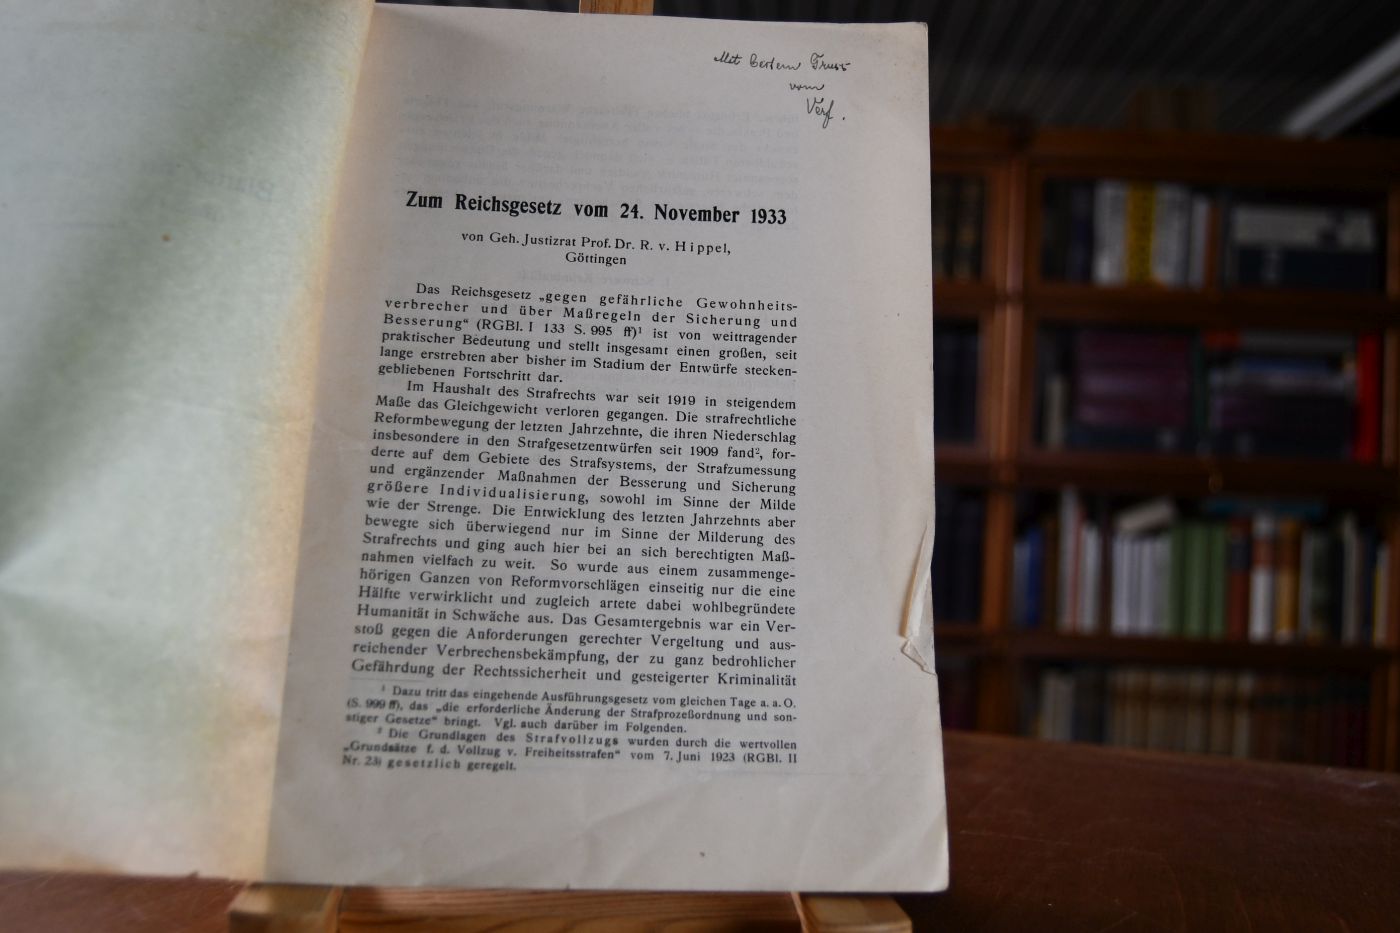 Mit bestem Gruss
vom
Verf.
Zum Reichsgesetz vom 24. November 1933
von Geh. Justizrat Prof. Dr. R. v. Hippel,
Göttingen
Das Reichsgesetz „gegen gefährliche Gewohnheits-
verbrecher und über Maßregeln der Sicherung und
Besserung“ (RGBl. I 133 S. 995 ff)¹ ist von weittragender
praktischer Bedeutung und stellt insgesamt einen großen, seit
lange erstrebten aber bisher im Stadium der Entwürfe stecken-
gebliebenen Fortschritt dar.
Im Haushalt des Strafrechts war seit 1919 in steigendem
Maße das Gleichgewicht verloren gegangen. Die strafrechtliche
Reformbewegung der letzten Jahrzehnte, die ihren Niederschlag
insbesondere in den Strafgesetzentwürfen seit 1909 fand², for-
derte auf dem Gebiete des Strafsystems, der Strafzumessung
und ergänzender Maßnahmen der Besserung und Sicherung
größere Individualisierung, sowohl im Sinne der Milde
wie der Strenge. Die Entwicklung des letzten Jahrzehnts aber
bewegte sich überwiegend nur im Sinne der Milderung des
Strafrechts und ging auch hier bei an sich berechtigten Maß-
nahmen vielfach zu weit. So wurde aus einem zusammenge-
hörigen Ganzen von Reformvorschlägen einseitig nur die eine
Hälfte verwirklicht und zugleich artete dabei wohlbegründete
Humanität in Schwäche aus. Das Gesamtergebnis war ein Ver-
stoß gegen die Anforderungen gerechter Vergeltung und aus-
reichender Verbrechensbekämpfung, der zu ganz bedrohlicher
Gefährdung der Rechtssicherheit und gesteigerter Kriminalität
¹ Dazu tritt das eingehende Ausführungsgesetz vom gleichen Tage a. a. O.
(S. 999 ff), das „die erforderliche Änderung der Strafprozeßordnung und son-
stiger Gesetze“ bringt. Vgl. auch darüber im Folgenden.
² Die Grundlagen des Strafvollzugs wurden durch die wertvollen
„Grundsätze f. d. Vollzug v. Freiheitsstrafen“ vom 7. Juni 1923 (RGBl. II
Nr. 23) gesetzlich geregelt.